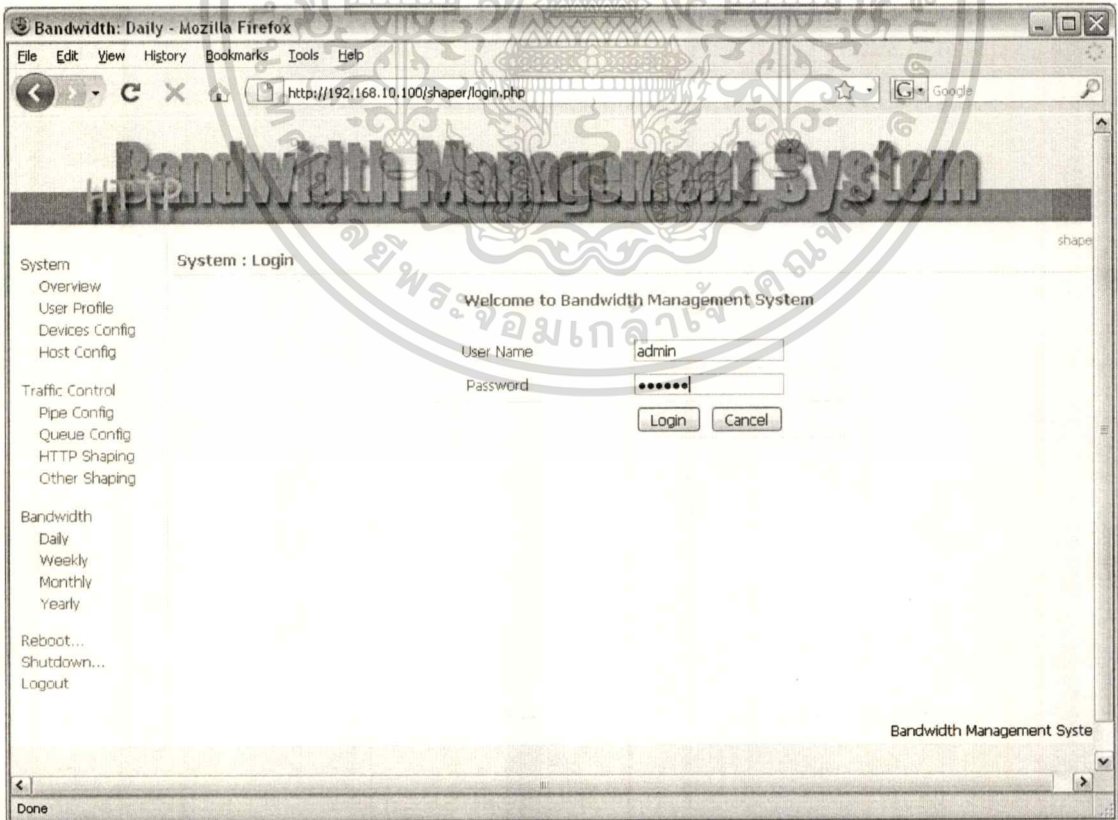 Bandwidth: Daily - Mozilla Firefox
File Edit View History Bookmarks Tools Help
http://192.168.10.100/shaper/login.php
G Google
HTTP Bandwidth Management System
shape
System
Overview
User Profile
Devices Config
Host Config
Traffic Control
Pipe Config
Queue Config
HTTP Shaping
Other Shaping
Bandwidth
Daily
Weekly
Monthly
Yearly
Reboot...
Shutdown...
Logout
System : Login
Welcome to Bandwidth Management System
User Name admin
Password ••••••
Login Cancel
Bandwidth Management Syste
Done